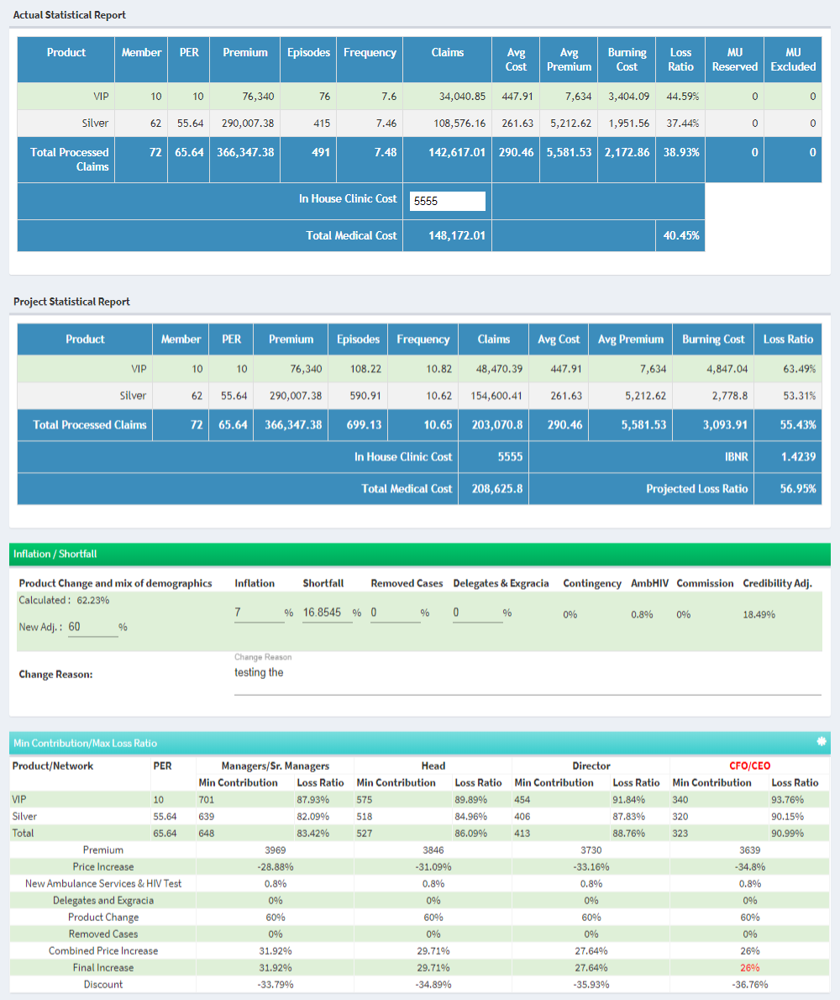 Actual Statistical Report
Product Member PER Premium Episodes Frequency Claims Avg Cost Avg Premium Burning Cost Loss Ratio MU Reserved MU Excluded
VIP 10 10 76,340 76 7.6 34,040.85 447.91 7,634 3,404.09 44.59% 0 0
Silver 62 55.64 290,007.38 415 7.46 108,576.16 261.63 5,212.62 1,951.56 37.44% 0 0
Total Processed Claims 72 65.64 366,347.38 491 7.48 142,617.01 290.46 5,581.53 2,172.86 38.93% 0 0
In House Clinic Cost 5555
Total Medical Cost 148,172.01 40.45%
Project Statistical Report
Product Member PER Premium Episodes Frequency Claims Avg Cost Avg Premium Burning Cost Loss Ratio
VIP 10 10 76,340 108.22 10.82 48,470.39 447.91 7,634 4,847.04 63.49%
Silver 62 55.64 290,007.38 590.91 10.62 154,600.41 261.63 5,212.62 2,778.8 53.31%
Total Processed Claims 72 65.64 366,347.38 699.13 10.65 203,070.8 290.46 5,581.53 3,093.91 55.43%
In House Clinic Cost 5555 IBNR 1.4239
Total Medical Cost 208,625.8 Projected Loss Ratio 56.95%
Inflation / Shortfall
Product Change and mix of demographics Inflation Shortfall Removed Cases Delegates & Exgracia Contingency AmbHIV Commission Credibility Adj.
Calculated : 62.23%
7 % 16.8545 % 0 % 0 % 0% 0.8% 0% 18.49%
New Adj. : 60 %
Change Reason
Change Reason: testing the
Min Contribution/Max Loss Ratio
Product/Network PER Managers/Sr. Managers Head Director CFO/CEO
Min Contribution Loss Ratio Min Contribution Loss Ratio Min Contribution Loss Ratio Min Contribution Loss Ratio
VIP 10 701 87.93% 575 89.89% 454 91.84% 340 93.76%
Silver 55.64 639 82.09% 518 84.96% 406 87.83% 320 90.15%
Total 65.64 648 83.42% 527 86.09% 413 88.76% 323 90.99%
Premium 3969 3846 3730 3639
Price Increase -28.88% -31.09% -33.16% -34.8%
New Ambulance Services & HIV Test 0.8% 0.8% 0.8% 0.8%
Delegates and Exgracia 0% 0% 0% 0%
Product Change 60% 60% 60% 60%
Removed Cases 0% 0% 0% 0%
Combined Price Increase 31.92% 29.71% 27.64% 26%
Final Increase 31.92% 29.71% 27.64% 26%
Discount -33.79% -34.89% -35.93% -36.76%